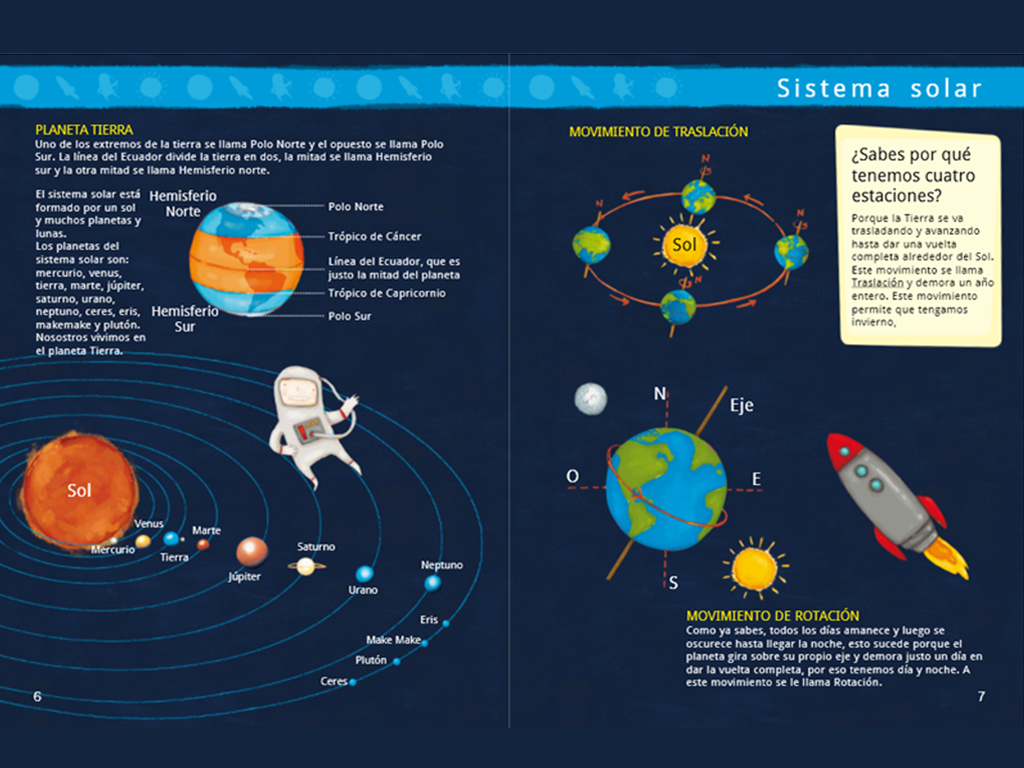 Sistema solar
PLANETA TIERRA
Uno de los extremos de la tierra se llama Polo Norte y el opuesto se llama Polo
Sur. La línea del Ecuador divide la tierra en dos, la mitad se llama Hemisferio
sur y la otra mitad se llama Hemisferio norte.
El sistema solar está
formado por un sol
y muchos planetas y
lunas.
Los planetas del
sistema solar son:
mercurio, venus,
tierra, marte, júpiter,
saturno, urano,
neptuno, ceres, eris,
makemake y plutón.
Nosostros vivimos en
el planeta Tierra.
Hemisferio
Norte
Hemisferio
Sur
Polo Norte
Trópico de Cáncer
Línea del Ecuador, que es
justo la mitad del planeta
Trópico de Capricornio
Polo Sur
Sol
Mercurio
Venus
Tierra
Marte
Júpiter
Saturno
Urano
Neptuno
Eris
Make Make
Plutón
Ceres
6
MOVIMIENTO DE TRASLACIÓN
N
N
N
N
Sol
¿Sabes por qué
tenemos cuatro
estaciones?
Porque la Tierra se va
trasladando y avanzando
hasta dar una vuelta
completa alrededor del Sol.
Este movimiento se llama
Traslación y demora un año
entero. Este movimiento
permite que tengamos
invierno,
N
Eje
O
E
S
MOVIMIENTO DE ROTACIÓN
Como ya sabes, todos los días amanece y luego se
oscurece hasta llegar la noche, esto sucede porque el
planeta gira sobre su propio eje y demora justo un día en
dar la vuelta completa, por eso tenemos día y noche. A
este movimiento se le llama Rotación.
7